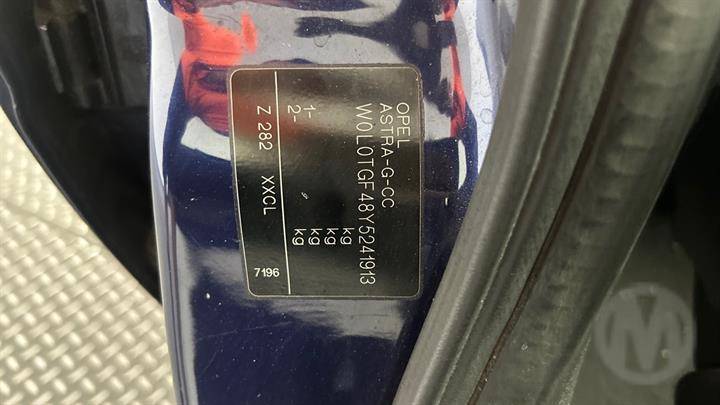 OPEL
ASTRA-G-CC
W0L0TGF48Y5241913
kg
kg
1- kg
2- kg
Z 282 XXCL 7196
M